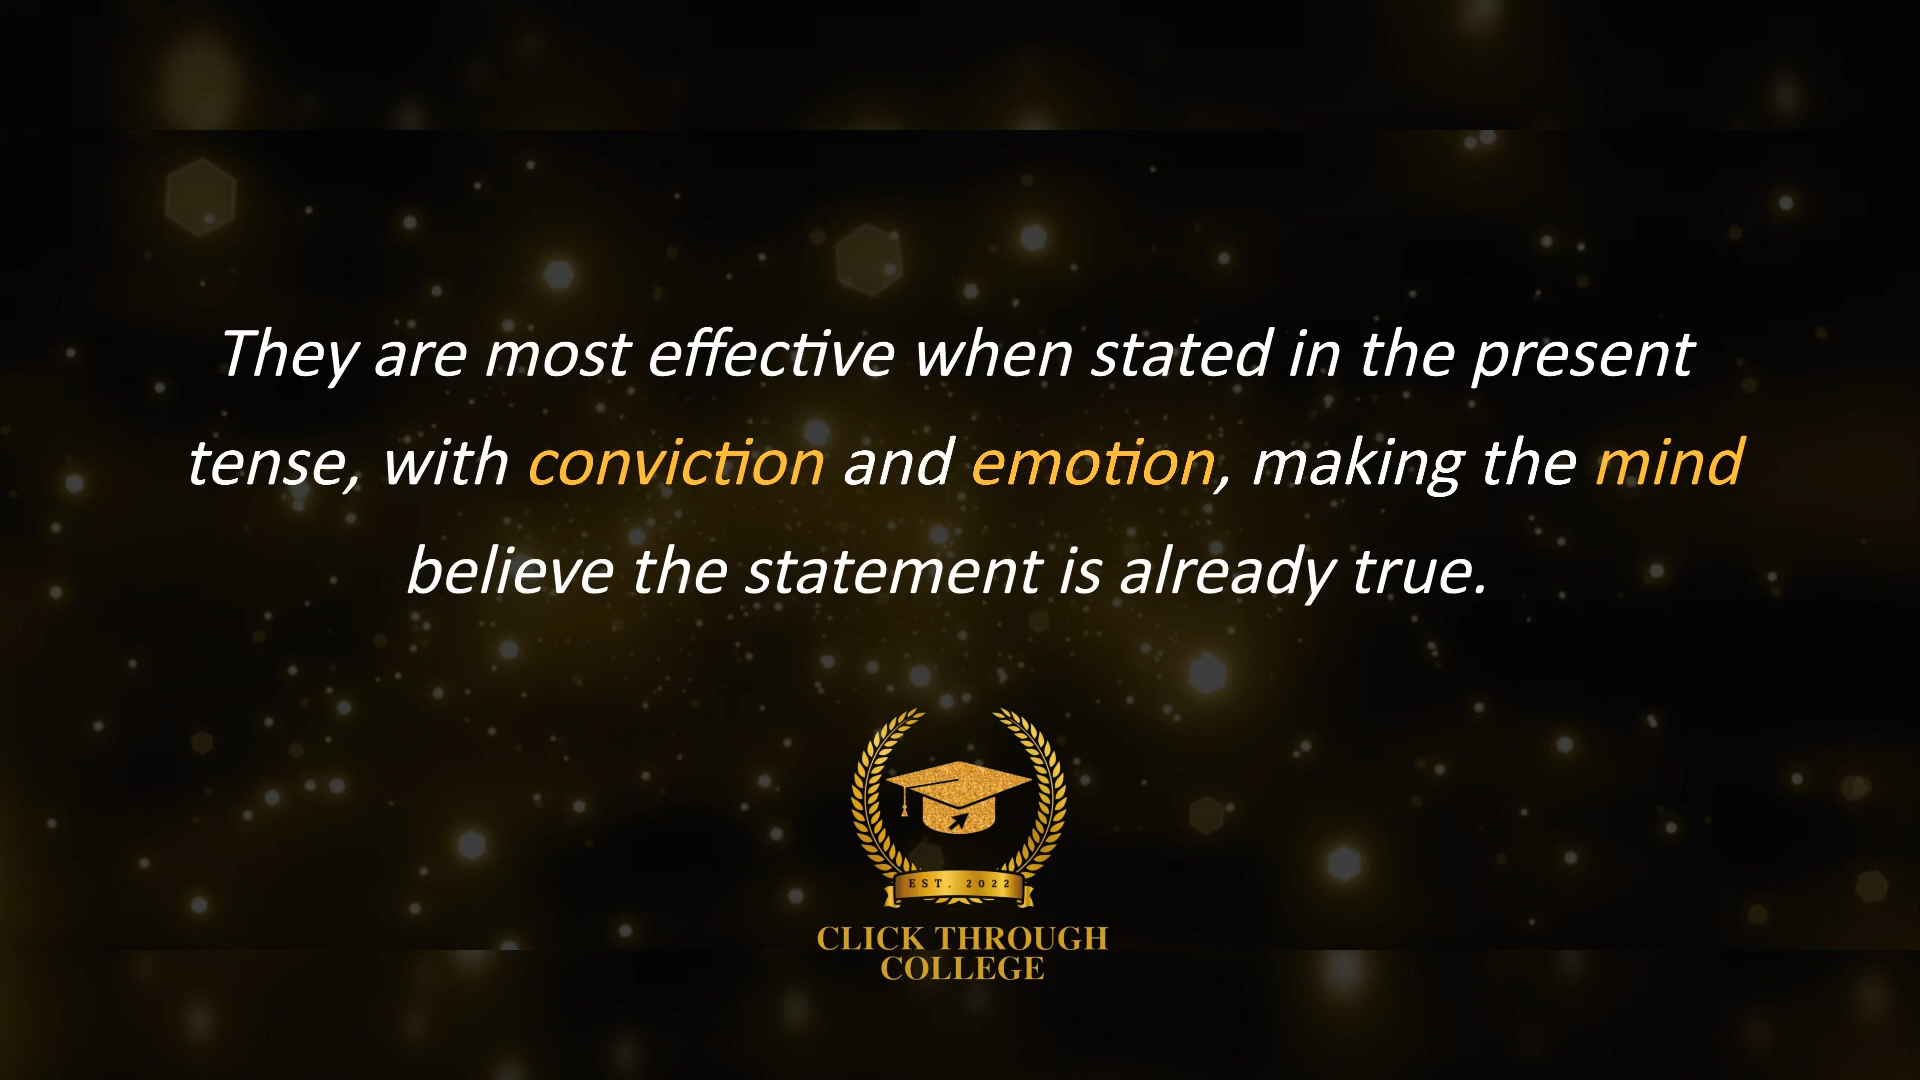 They are most effective when stated in the present
tense, with conviction and emotion, making the mind
believe the statement is already true.
EST. 2022
CLICK THROUGH
COLLEGE